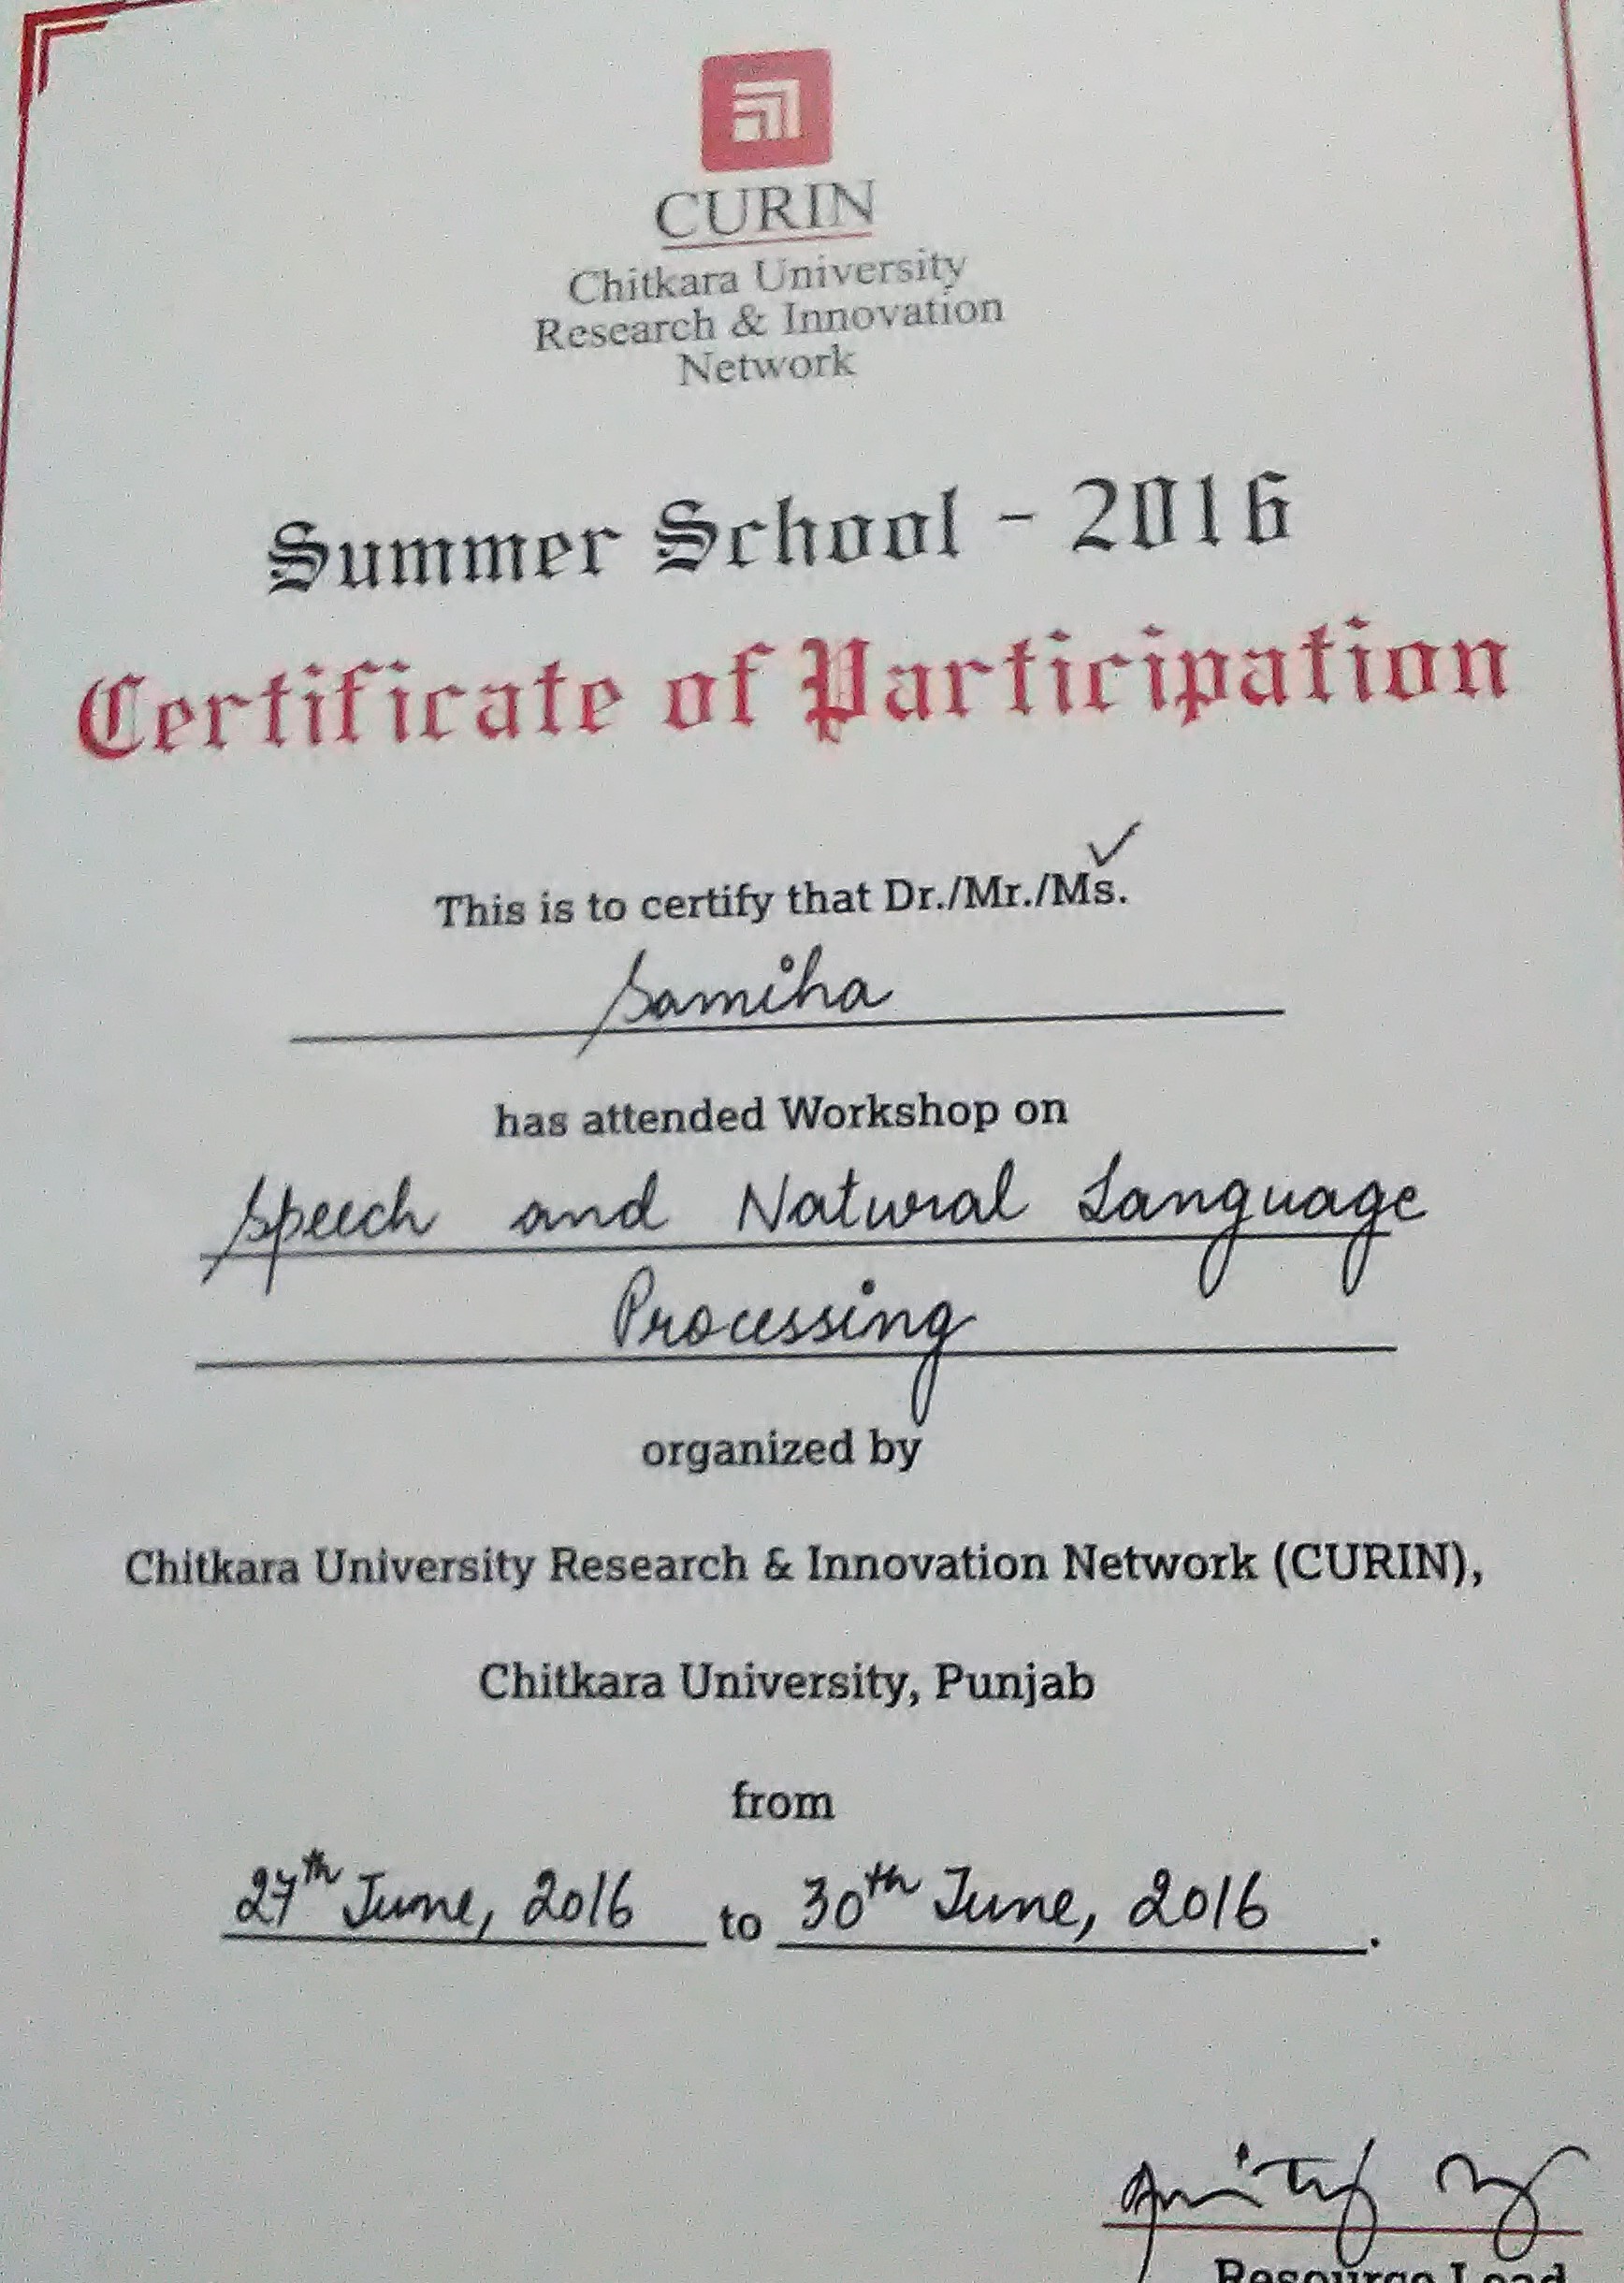 CURIN
Chitkara University
Research & Innovation
Network
Summer School - 2016
Certificate of Participation
✓
This is to certify that Dr./Mr./Ms.
Samiha
has attended Workshop on
Speech and Natural Language
Processing
organized by
Chitkara University Research & Innovation Network (CURIN),
Chitkara University, Punjab
from
27th June, 2016 to 30th June, 2016.
Resource Lead